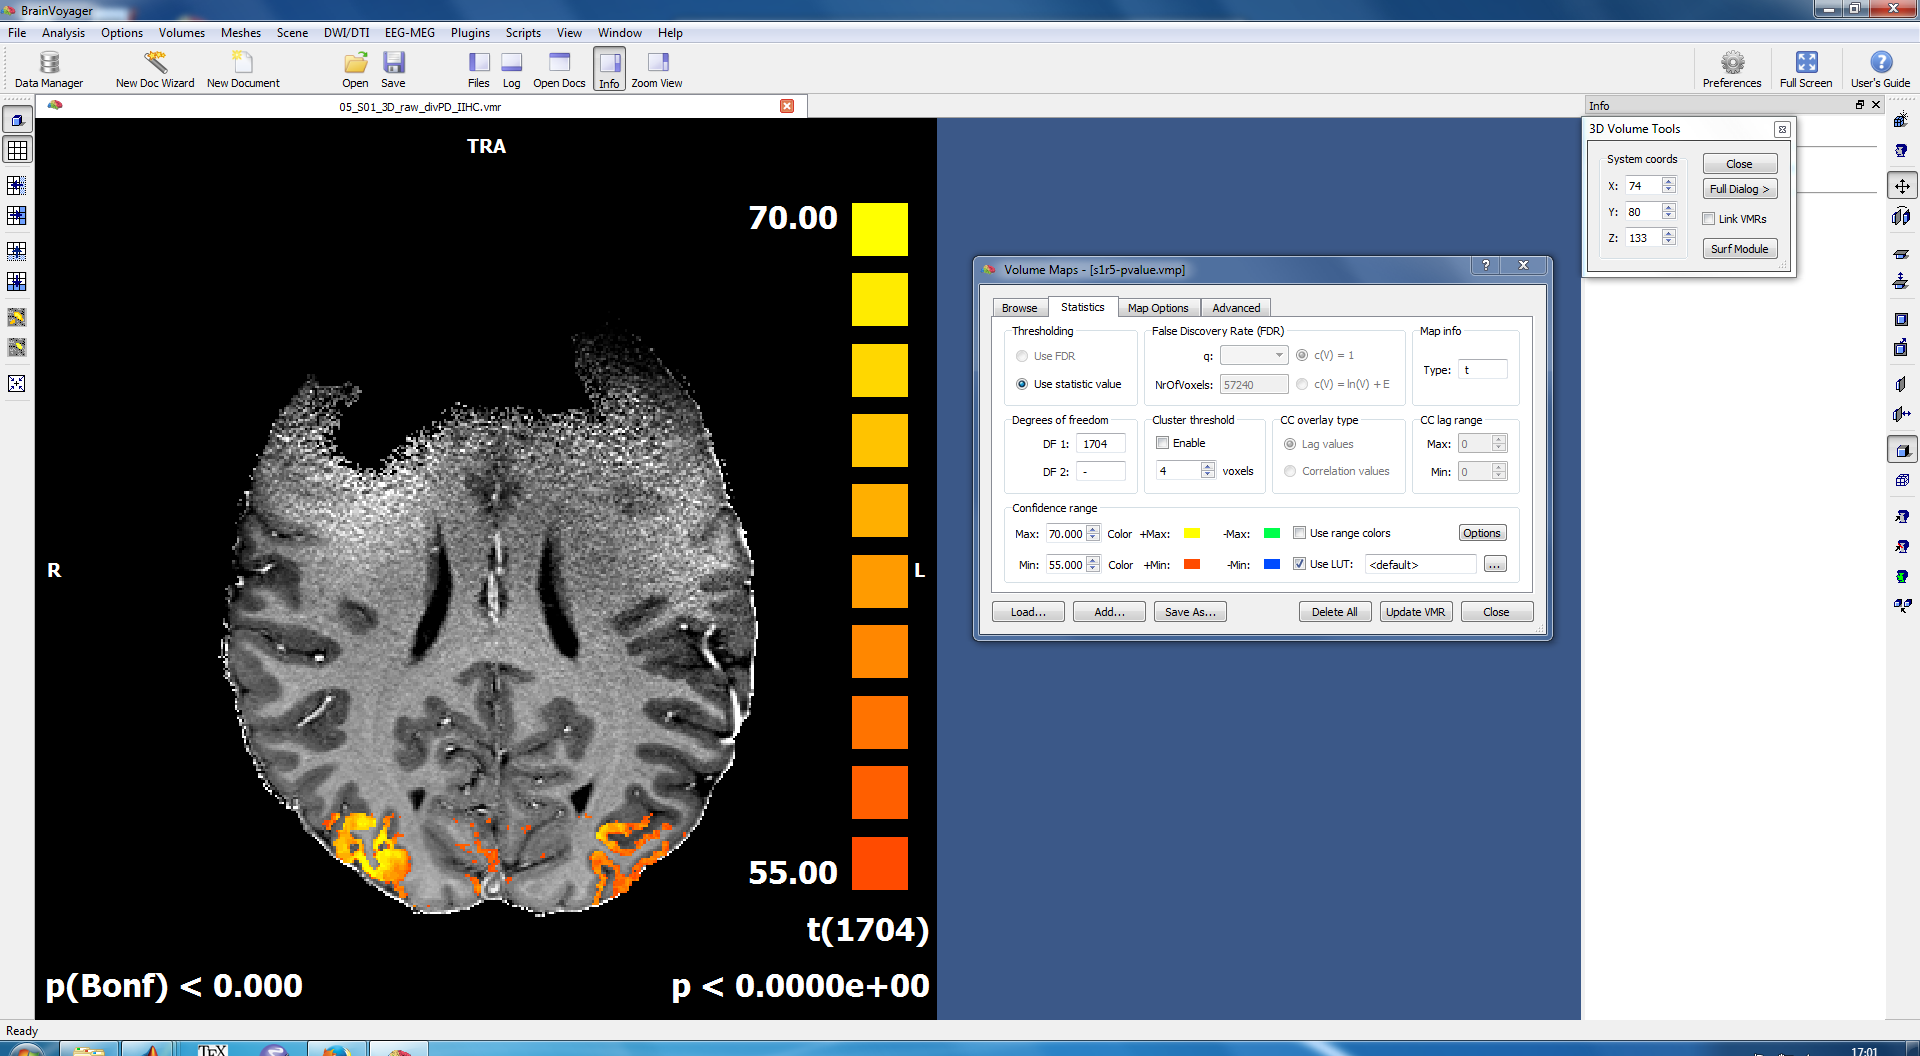 BrainVoyager
File Analysis Options Volumes Meshes Scene DWI/DTI EEG-MEG Plugins Scripts View Window Help
Data Manager New Doc Wizard New Document Open Save Files Log Open Docs Info Zoom View Preferences Full Screen User's Guide
05_S01_3D_raw_divPD_IIHC.vmr
Info
3D Volume Tools
System coords
Close
X: 74
Full Dialog >
Y: 80
Link VMRs
Z: 133
Surf Module
TRA
70.00
R
L
55.00
t(1704)
p(Bonf) < 0.000
p < 0.0000e+00
Volume Maps - [s1r5-pvalue.vmp]
Browse Statistics Map Options Advanced
Thresholding False Discovery Rate (FDR) Map info
Use FDR q: c(V) = 1
Type: t
Use statistic value NrOfVoxels: 57240 c(V) = ln(V) + E
Degrees of freedom Cluster threshold CC overlay type CC lag range
DF 1: 1704 Enable Lag values Max: 0
DF 2: - 4 voxels Correlation values Min: 0
Confidence range
Max: 70.000 Color +Max: -Max: Use range colors Options
Min: 55.000 Color +Min: -Min: Use LUT: <default> ...
Load... Add... Save As... Delete All Update VMR Close
Ready
TEX
17:01